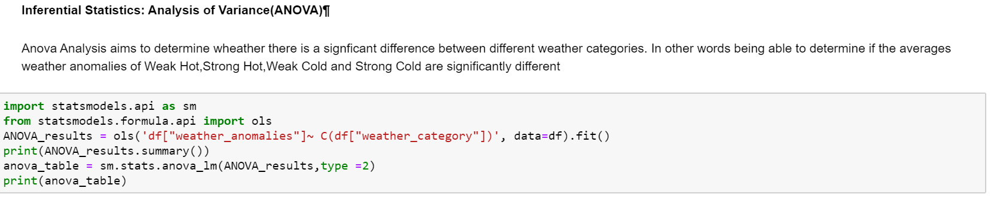 Inferential Statistics: Analysis of Variance(ANOVA)¶
Anova Analysis aims to determine wheather there is a signficant difference between different weather categories. In other words being able to determine if the averages
weather anomalies of Weak Hot,Strong Hot,Weak Cold and Strong Cold are significantly different
import statsmodels.api as sm
from statsmodels.formula.api import ols
ANOVA_results = ols('df["weather_anomalies"]~ C(df["weather_category"])', data=df).fit()
print(ANOVA_results.summary())
anova_table = sm.stats.anova_lm(ANOVA_results,type =2)
print(anova_table)